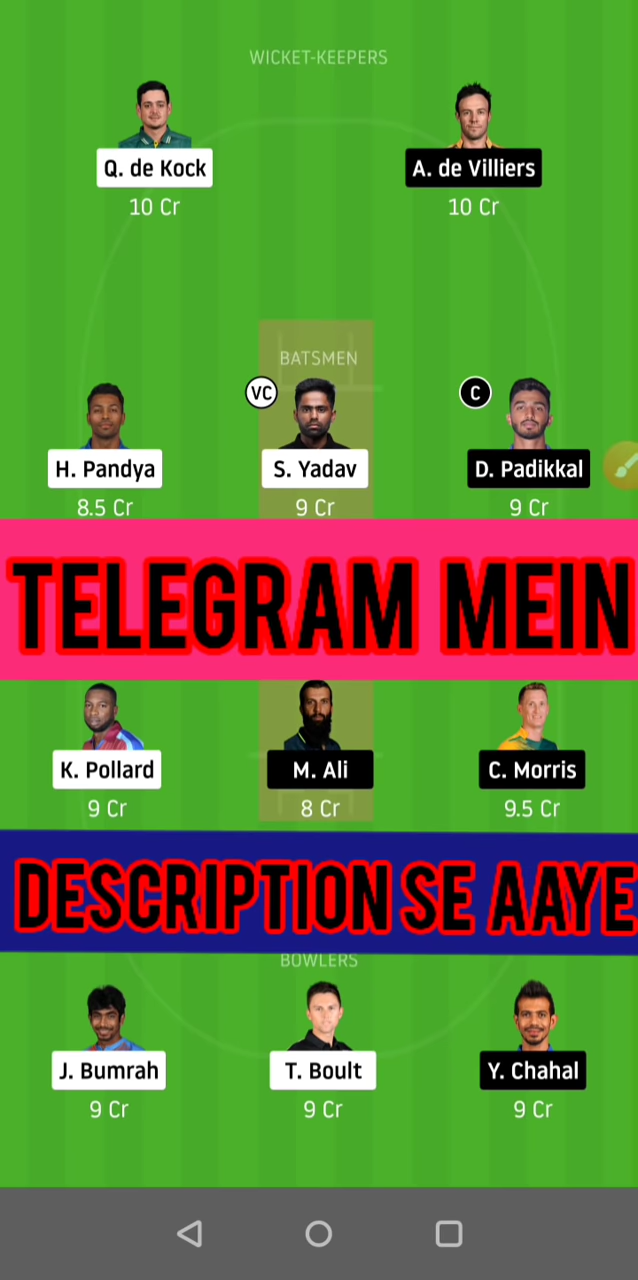 WICKET-KEEPERS
Q. de Kock A. de Villiers
10 Cr 10 Cr
BATSMEN
VC C
H. Pandya S. Yadav D. Padikkal
8.5 Cr 9 Cr 9 Cr
TELEGRAM MEIN
K. Pollard M. Ali C. Morris
9 Cr 8 Cr 9.5 Cr
DESCRIPTION SE AAYE
BOWLERS
J. Bumrah T. Boult Y. Chahal
9 Cr 9 Cr 9 Cr